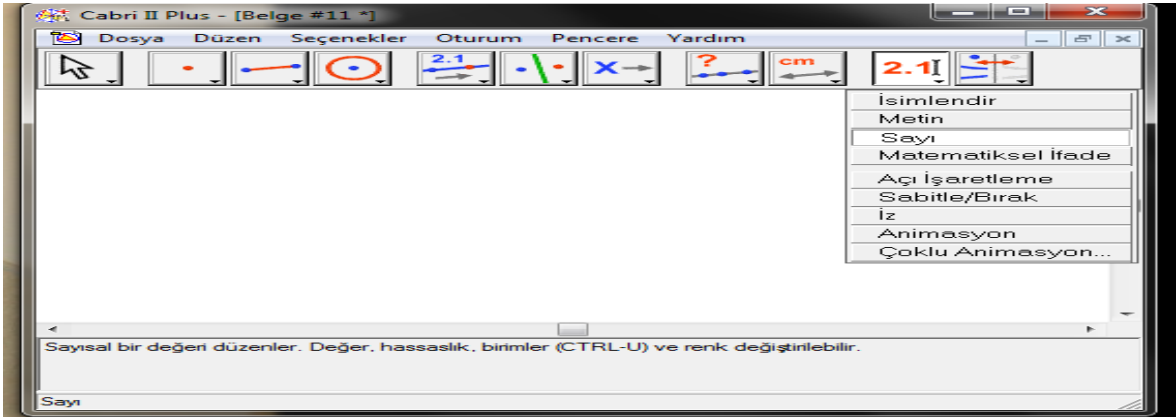 Cabri II Plus - [Belge #11 *]
Dosya Düzen Seçenekler Oturum Pencere Yardım
2.1 X ? cm 2.1
İsimlendir
Metin
Sayı
Matematiksel İfade
Açı İşaretleme
Sabitle/Bırak
İz
Animasyon
Çoklu Animasyon...
Sayısal bir değeri düzenler. Değer, hassaslık, birimler (CTRL-U) ve renk değiştirilebilir.
Sayı